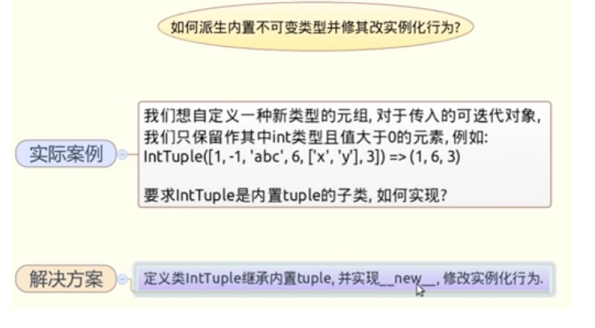 如何派生内置不可变类型并修其改实例化行为?
实际案例
我们想自定义一种新类型的元组, 对于传入的可迭代对象,
我们只保留作其中int类型且值大于0的元素, 例如:
IntTuple([1, -1, 'abc', 6, ['x', 'y'], 3]) => (1, 6, 3)
要求IntTuple是内置tuple的子类, 如何实现?
解决方案
定义类IntTuple继承内置tuple, 并实现__new__, 修改实例化行为.